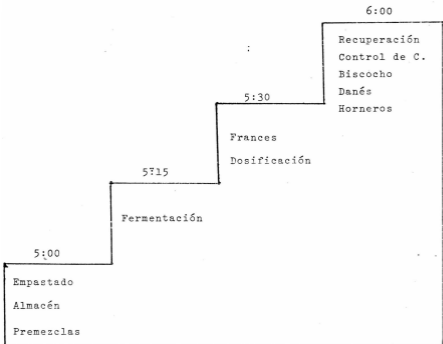 6:00
Recuperación
Control de C.
Biscocho
Danés
Horneros
5:30
Frances
Dosificación
5:15
Fermentación
5:00
Empastado
Almacén
Premezclas